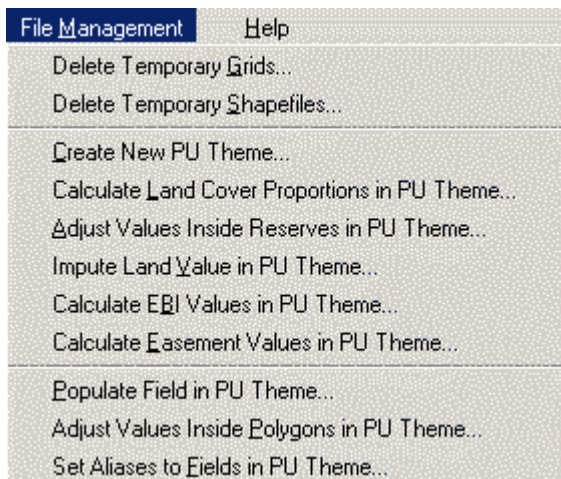 File Management Help
Delete Temporary Grids...
Delete Temporary Shapefiles...
Create New PU Theme...
Calculate Land Cover Proportions in PU Theme...
Adjust Values Inside Reserves in PU Theme...
Impute Land Value in PU Theme...
Calculate EBI Values in PU Theme...
Calculate Easement Values in PU Theme...
Populate Field in PU Theme...
Adjust Values Inside Polygons in PU Theme...
Set Aliases to Fields in PU Theme...